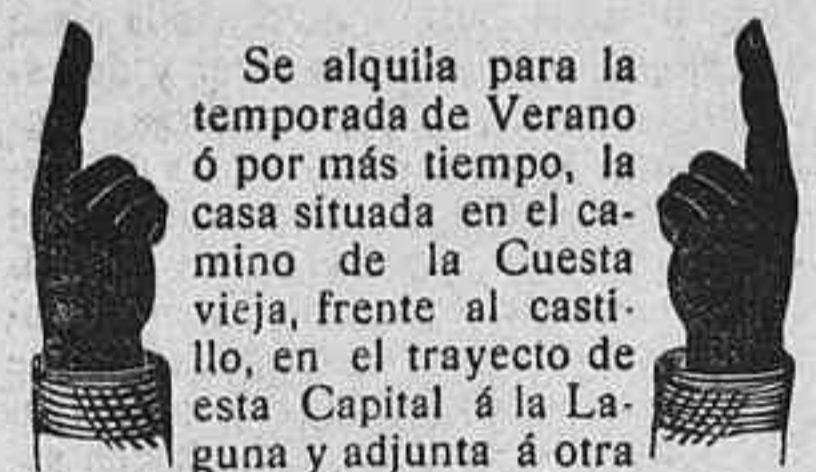 Se alquila para la
temporada de Verano
ó por más tiempo, la
casa situada en el ca-
mino de la Cuesta
vieja, frente al casti-
llo, en el trayecto de
esta Capital á la La-
guna y adjunta á otra